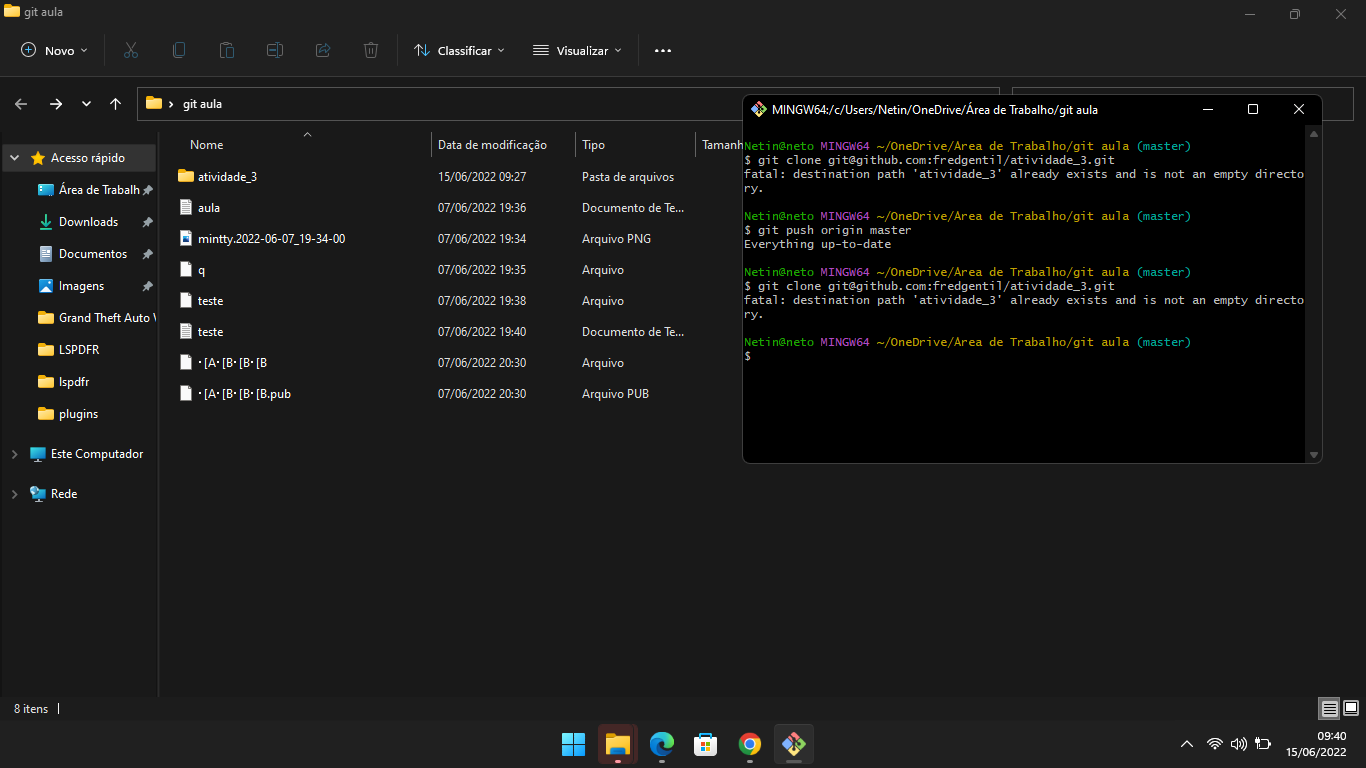 git aula
Novo
Classificar
Visualizar
git aula
Nome
Data de modificação
Tipo
Tamanh
Acesso rápido
Área de Trabalh
Downloads
Documentos
Imagens
Grand Theft Auto V
LSPDFR
lspdfr
plugins
Este Computador
Rede
atividade_3 15/06/2022 09:27 Pasta de arquivos
aula 07/06/2022 19:36 Documento de Te...
mintty.2022-06-07_19-34-00 07/06/2022 19:34 Arquivo PNG
q 07/06/2022 19:35 Arquivo
teste 07/06/2022 19:38 Arquivo
teste 07/06/2022 19:40 Documento de Te...
·[A·[B·[B·[B 07/06/2022 20:30 Arquivo
·[A·[B·[B·[B.pub 07/06/2022 20:30 Arquivo PUB
MINGW64:/c/Users/Netin/OneDrive/Área de Trabalho/git aula
Netin@neto MINGW64 ~/OneDrive/Área de Trabalho/git aula (master)
$ git clone git@github.com:fredgentil/atividade_3.git
fatal: destination path 'atividade_3' already exists and is not an empty directo
ry.
Netin@neto MINGW64 ~/OneDrive/Área de Trabalho/git aula (master)
$ git push origin master
Everything up-to-date
Netin@neto MINGW64 ~/OneDrive/Área de Trabalho/git aula (master)
$ git clone git@github.com:fredgentil/atividade_3.git
fatal: destination path 'atividade_3' already exists and is not an empty directo
ry.
Netin@neto MINGW64 ~/OneDrive/Área de Trabalho/git aula (master)
$
8 itens
09:40
15/06/2022